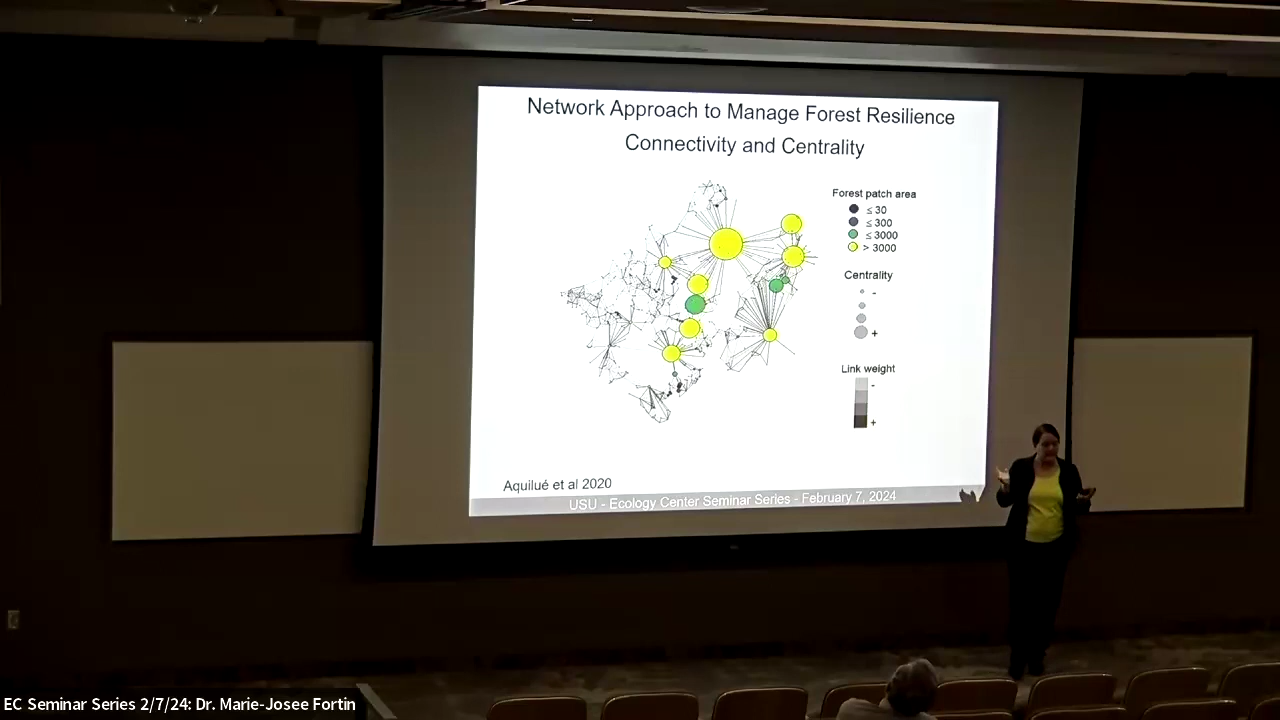 Network Approach to Manage Forest Resilience
Connectivity and Centrality
Forest patch area
≤ 30
≤ 300
≤ 3000
> 3000
Centrality
-
+
Link weight
-
+
Aquilué et al 2020
USU - Ecology Center Seminar Series - February 7, 2024
EC Seminar Series 2/7/24: Dr. Marie-Josee Fortin